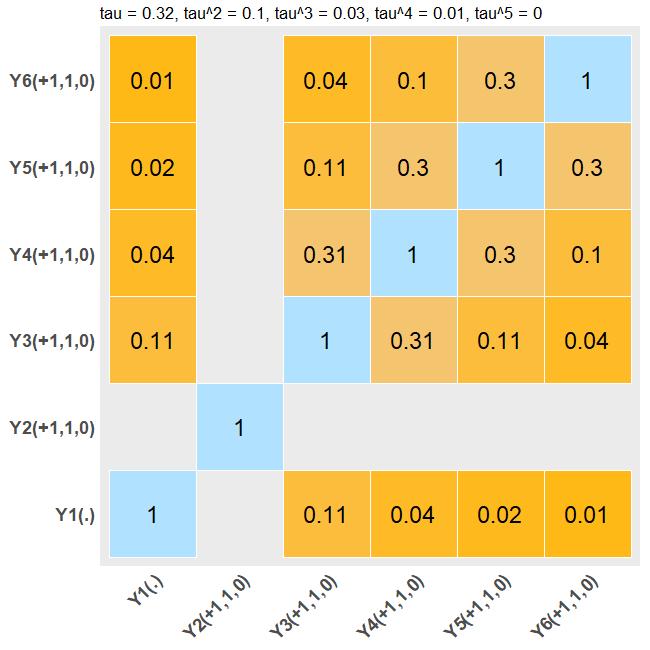 tau = 0.32, tau^2 = 0.1, tau^3 = 0.03, tau^4 = 0.01, tau^5 = 0
Y6(+1,1,0) 0.01 0.04 0.1 0.3 1
Y5(+1,1,0) 0.02 0.11 0.3 1 0.3
Y4(+1,1,0) 0.04 0.31 1 0.3 0.1
Y3(+1,1,0) 0.11 1 0.31 0.11 0.04
Y2(+1,1,0) 1
Y1(.) 1 0.11 0.04 0.02 0.01
Y1(.) Y2(+1,1,0) Y3(+1,1,0) Y4(+1,1,0) Y5(+1,1,0) Y6(+1,1,0)